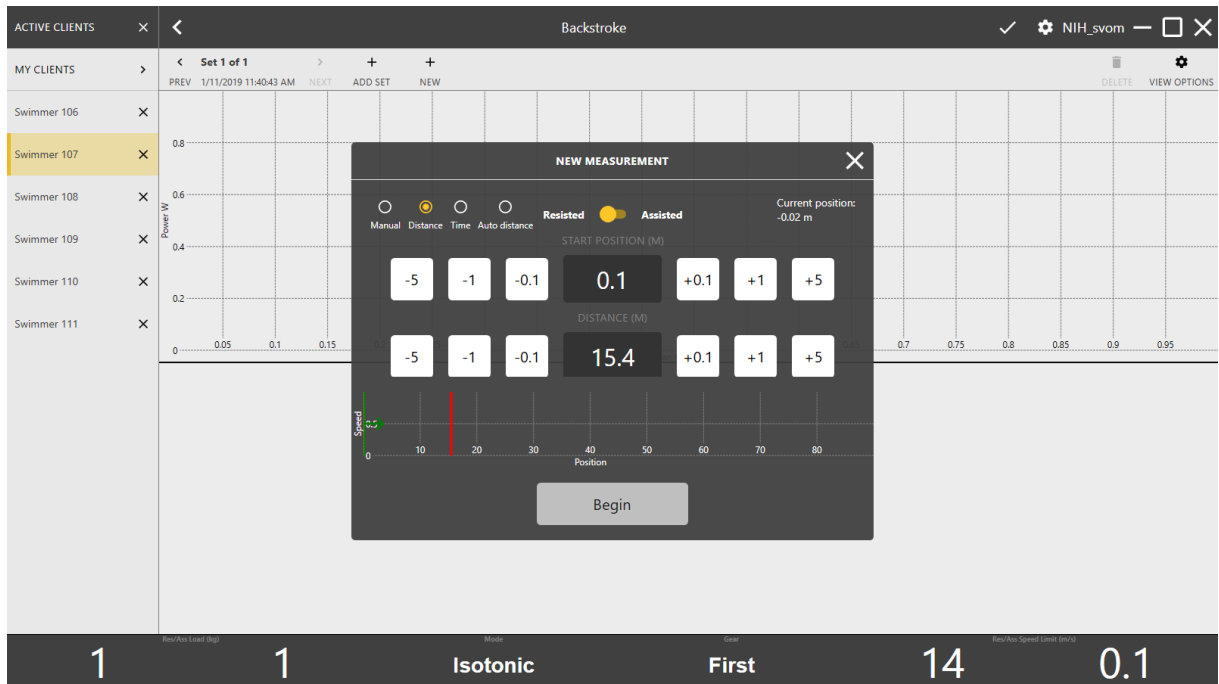 ACTIVE CLIENTS
Backstroke
NIH_svom
MY CLIENTS
Set 1 of 1
PREV 1/11/2019 11:40:43 AM NEXT ADD SET NEW DELETE VIEW OPTIONS
Swimmer 106
Swimmer 107
Swimmer 108
Swimmer 109
Swimmer 110
Swimmer 111
Power W
0.8
0.6
0.4
0.2
0
0.05 0.1 0.15 0.7 0.75 0.8 0.85 0.9 0.95
NEW MEASUREMENT
Manual Distance Time Auto distance
Resisted Assisted
Current position:
-0.02 m
START POSITION (M)
-5 -1 -0.1 0.1 +0.1 +1 +5
DISTANCE (M)
-5 -1 -0.1 15.4 +0.1 +1 +5
Speed
0.5
0 10 20 30 40 50 60 70 80
Position
Begin
Res/Ass Load (kg) Mode Gear Res/Ass Speed Limit (m/s)
1 1 Isotonic First 14 0.1